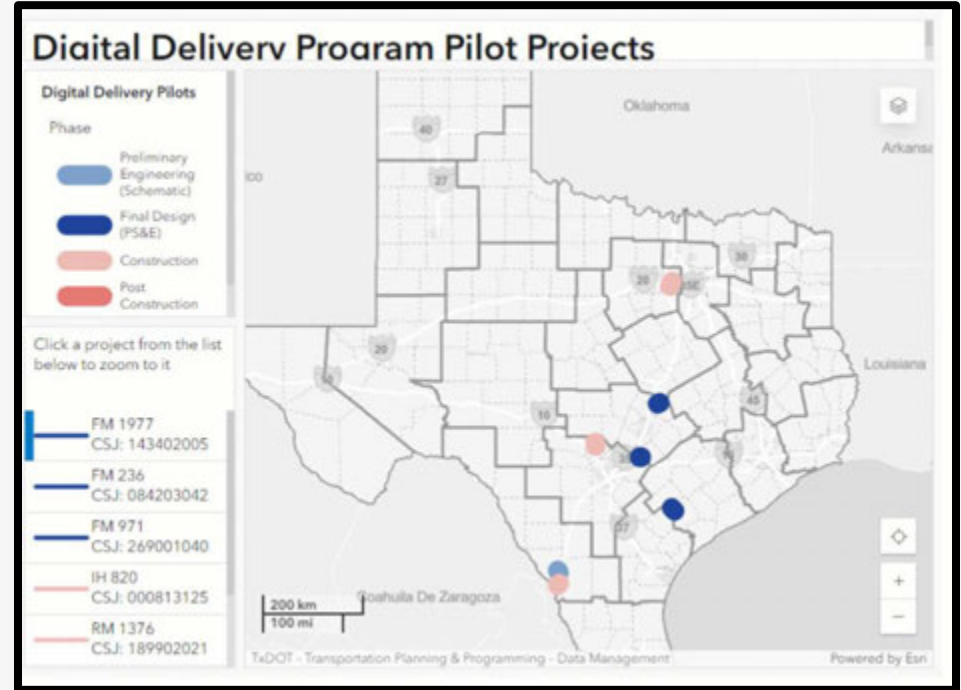 Digital Delivery Program Pilot Projects
Digital Delivery Pilots
Phase
Preliminary
Engineering
(Schematic)
Final Design
(PS&E)
Construction
Post
Construction
Click a project from the list
below to zoom to it
FM 1977
CSJ: 143402005
FM 236
CSJ: 084203042
FM 971
CSJ: 269001040
IH 820
CSJ: 000813125
RM 1376
CSJ: 189902021
Oklahoma
Arkansa
ico
40
27
30
20
35E
20
Louisiana
45
10
37
Coahuila De Zaragoza
200 km
100 mi
TxDOT - Transportation Planning & Programming - Data Management
Powered by Esri